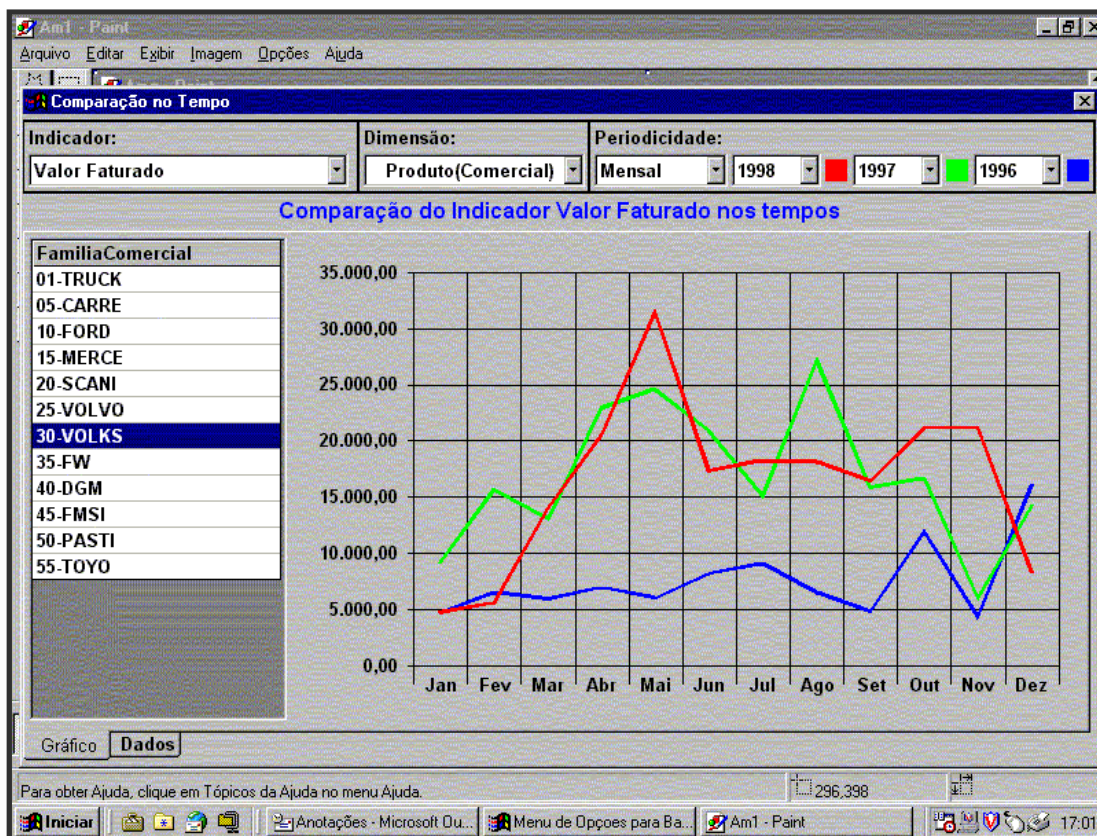 Am1 - Paint
Arquivo Editar Exibir Imagem Opções Ajuda
Comparação no Tempo
Indicador: Dimensão: Periodicidade:
Valor Faturado Produto(Comercial) Mensal 1998 1997 1996
Comparação do Indicador Valor Faturado nos tempos
FamiliaComercial
01-TRUCK
05-CARRE
10-FORD
15-MERCE
20-SCANI
25-VOLVO
30-VOLKS
35-FW
40-DGM
45-FMSI
50-PASTI
55-TOYO
35.000,00
30.000,00
25.000,00
20.000,00
15.000,00
10.000,00
5.000,00
0,00
Jan Fev Mar Abr Mai Jun Jul Ago Set Out Nov Dez
Gráfico Dados
Para obter Ajuda, clique em Tópicos da Ajuda no menu Ajuda. 296,398
Iniciar Anotações - Microsoft Ou... Menu de Opçoes para Ba... Am1 - Paint 17:01